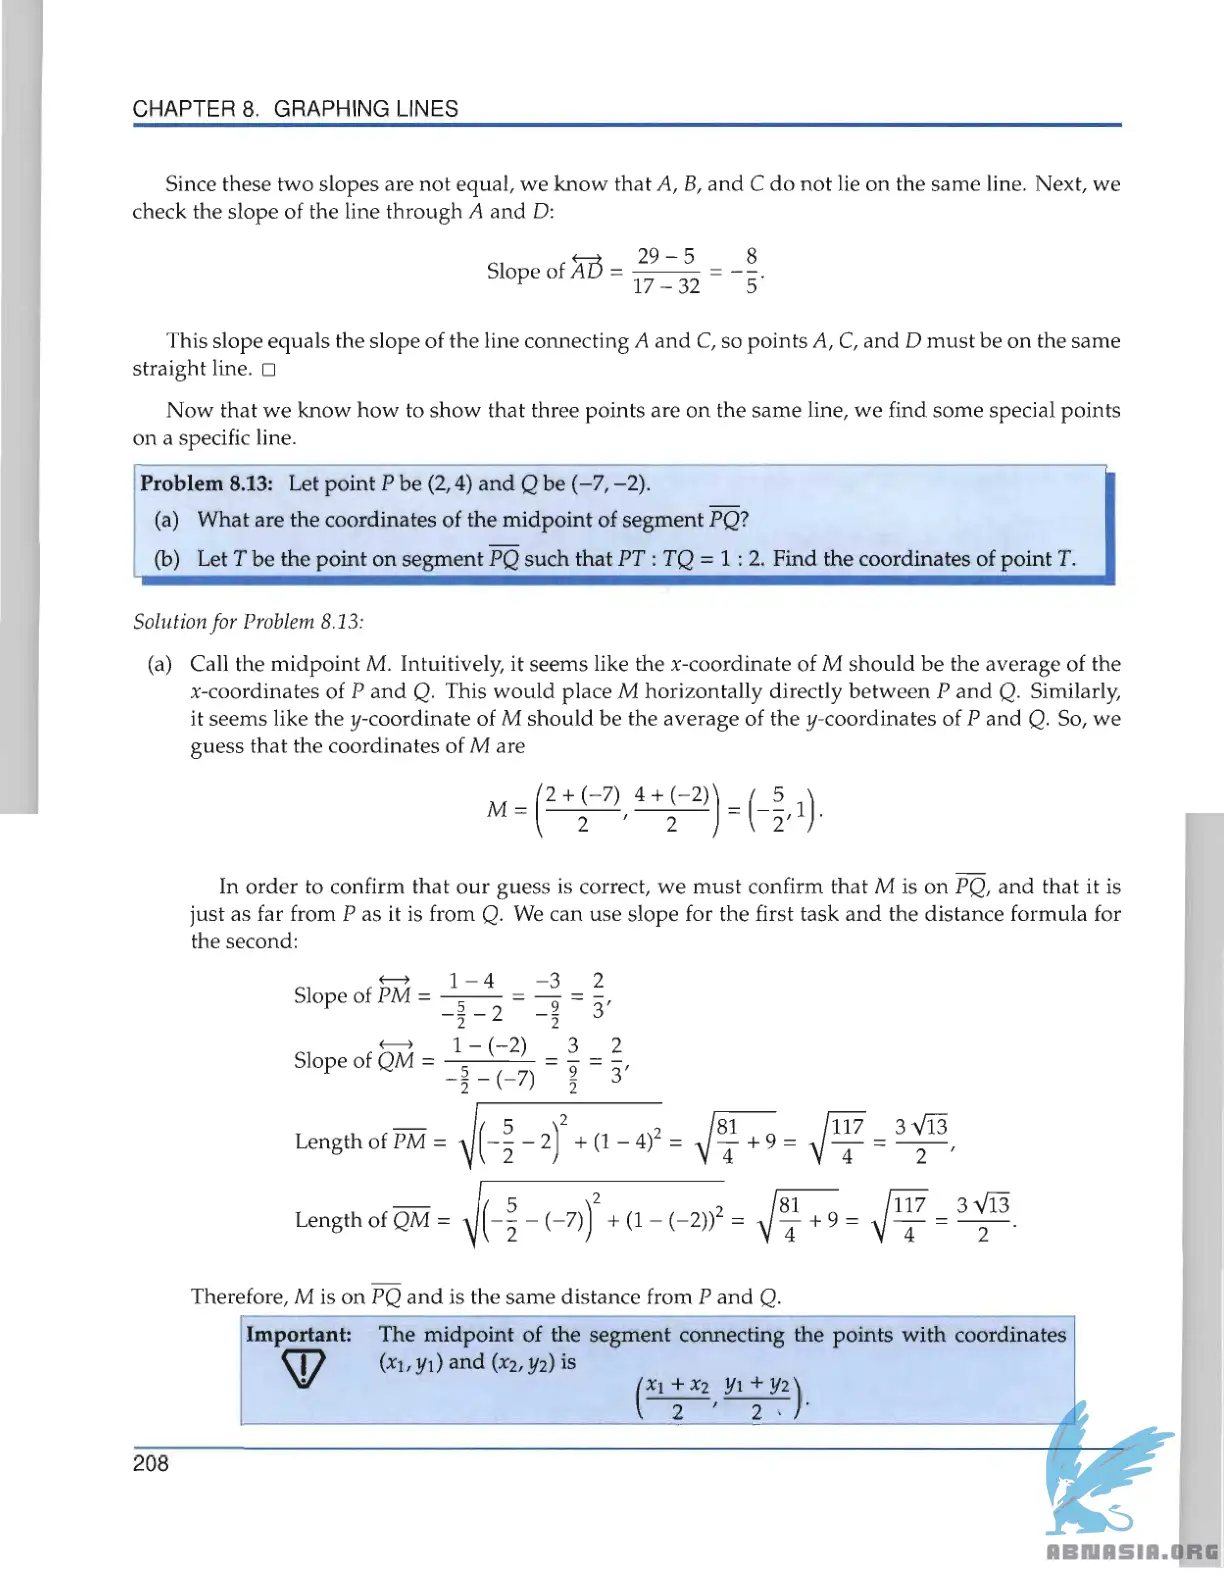 CHAPTER 8. GRAPHING LINES
Since these two slopes are not equal, we know that A, B, and C do not lie on the same line. Next, we
check the slope of the line through A and D:
Slope of \overleftrightarrow{AD} = \frac{29 - 5}{17 - 32} = -\frac{8}{5}.
This slope equals the slope of the line connecting A and C, so points A, C, and D must be on the same
straight line. □
Now that we know how to show that three points are on the same line, we find some special points
on a specific line.
Problem 8.13: Let point P be (2, 4) and Q be (−7, −2).
(a) What are the coordinates of the midpoint of segment \overline{PQ}?
(b) Let T be the point on segment \overline{PQ} such that PT : TQ = 1 : 2. Find the coordinates of point T.
Solution for Problem 8.13:
(a) Call the midpoint M. Intuitively, it seems like the x-coordinate of M should be the average of the
x-coordinates of P and Q. This would place M horizontally directly between P and Q. Similarly,
it seems like the y-coordinate of M should be the average of the y-coordinates of P and Q. So, we
guess that the coordinates of M are
M = \left(\frac{2 + (-7)}{2}, \frac{4 + (-2)}{2}\right) = \left(-\frac{5}{2}, 1\right).
In order to confirm that our guess is correct, we must confirm that M is on \overline{PQ}, and that it is
just as far from P as it is from Q. We can use slope for the first task and the distance formula for
the second:
Slope of \overleftrightarrow{PM} = \frac{1 - 4}{-\frac{5}{2} - 2} = \frac{-3}{-\frac{9}{2}} = \frac{2}{3},
Slope of \overleftrightarrow{QM} = \frac{1 - (-2)}{-\frac{5}{2} - (-7)} = \frac{3}{\frac{9}{2}} = \frac{2}{3},
Length of \overline{PM} = \sqrt{\left(-\frac{5}{2} - 2\right)^2 + (1 - 4)^2} = \sqrt{\frac{81}{4} + 9} = \sqrt{\frac{117}{4}} = \frac{3\sqrt{13}}{2},
Length of \overline{QM} = \sqrt{\left(-\frac{5}{2} - (-7)\right)^2 + (1 - (-2))^2} = \sqrt{\frac{81}{4} + 9} = \sqrt{\frac{117}{4}} = \frac{3\sqrt{13}}{2}.
Therefore, M is on \overline{PQ} and is the same distance from P and Q.
Important: The midpoint of the segment connecting the points with coordinates
(x₁, y₁) and (x₂, y₂) is
\left(\frac{x_1 + x_2}{2}, \frac{y_1 + y_2}{2}\right).
208
ABNASIA.ORG